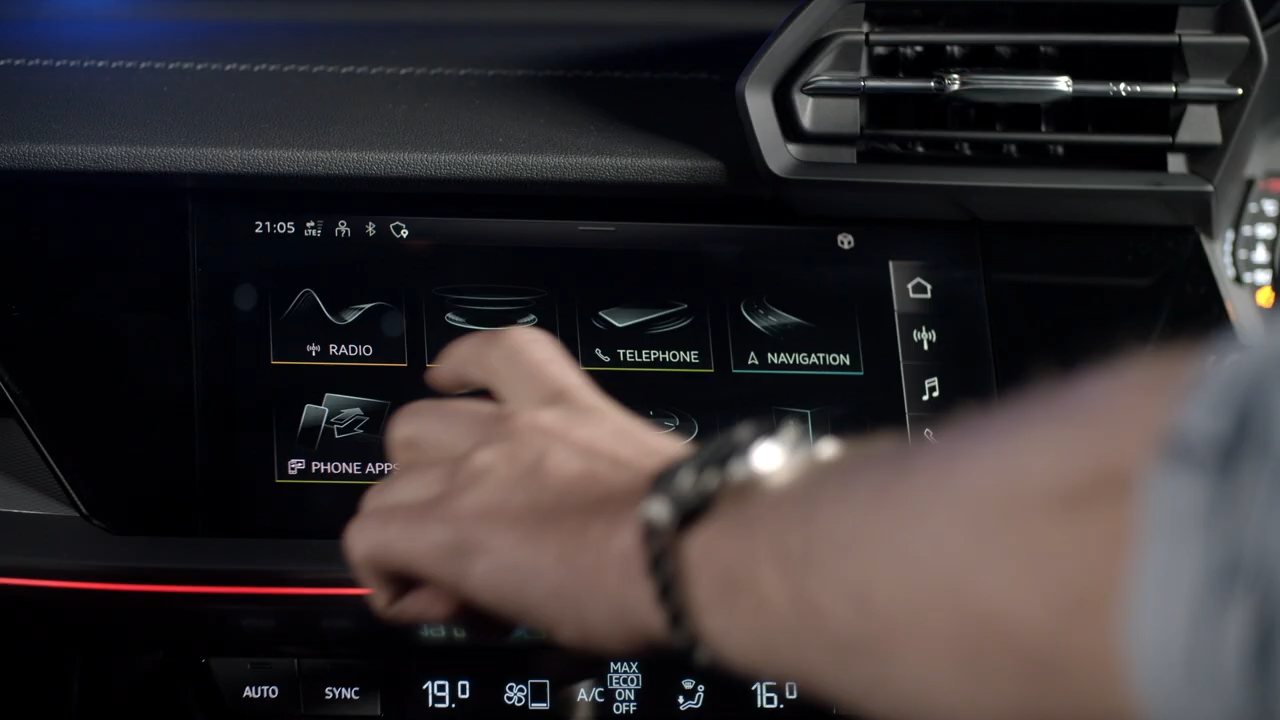 21:05 LTE
RADIO
TELEPHONE
NAVIGATION
PHONE APPS
AUTO
SYNC
19.0
A/C
MAX
ECO
ON
OFF
16.0